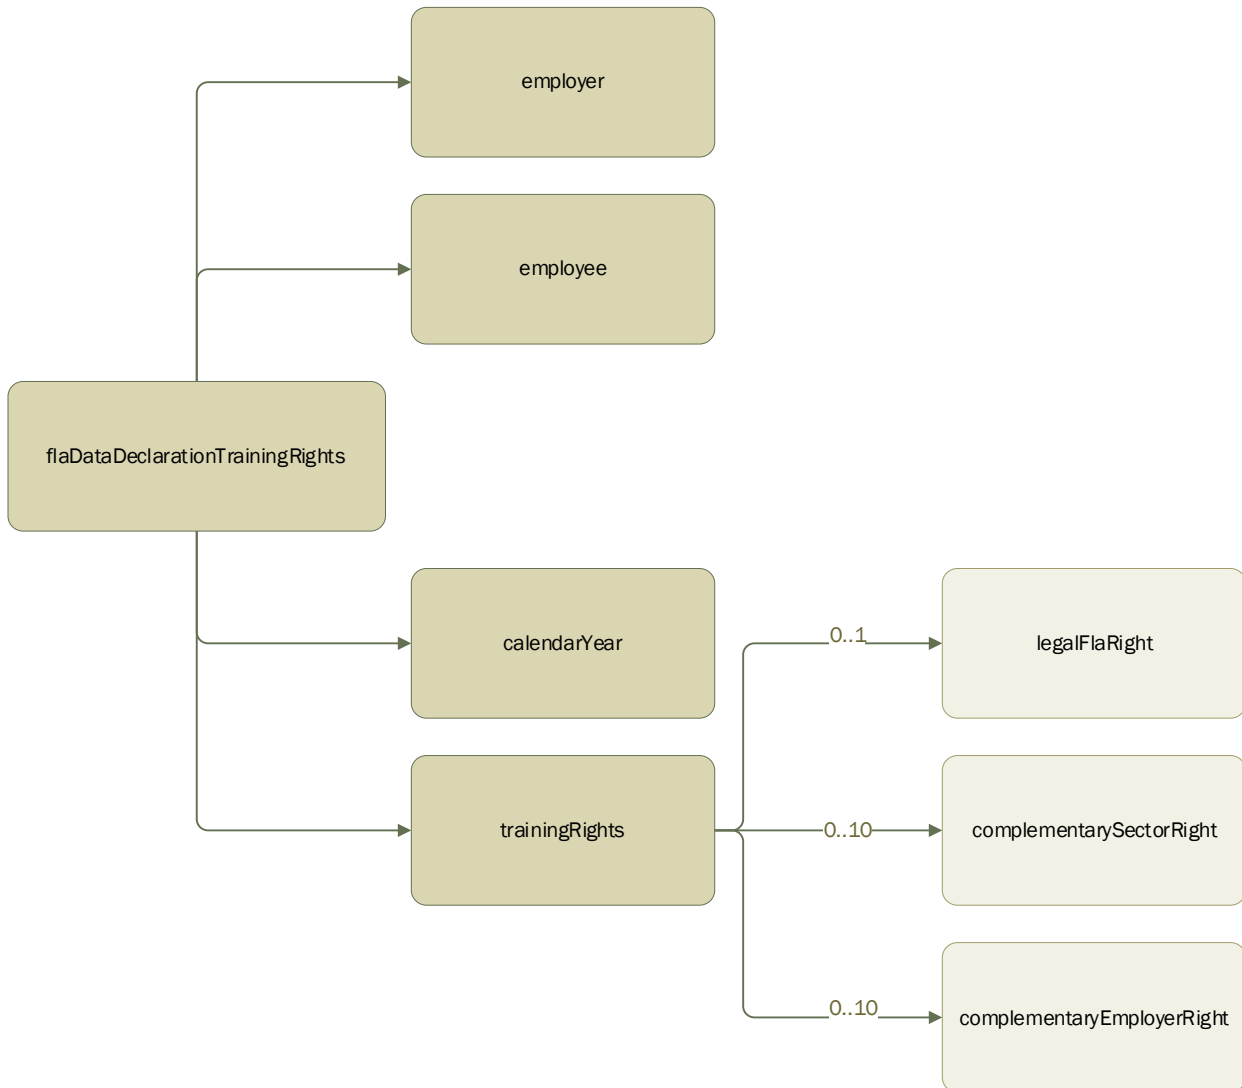 employer
employee
flaDataDeclarationTrainingRights
calendarYear
0..1
legalFlaRight
trainingRights
0..10
complementarySectorRight
0..10
complementaryEmployerRight